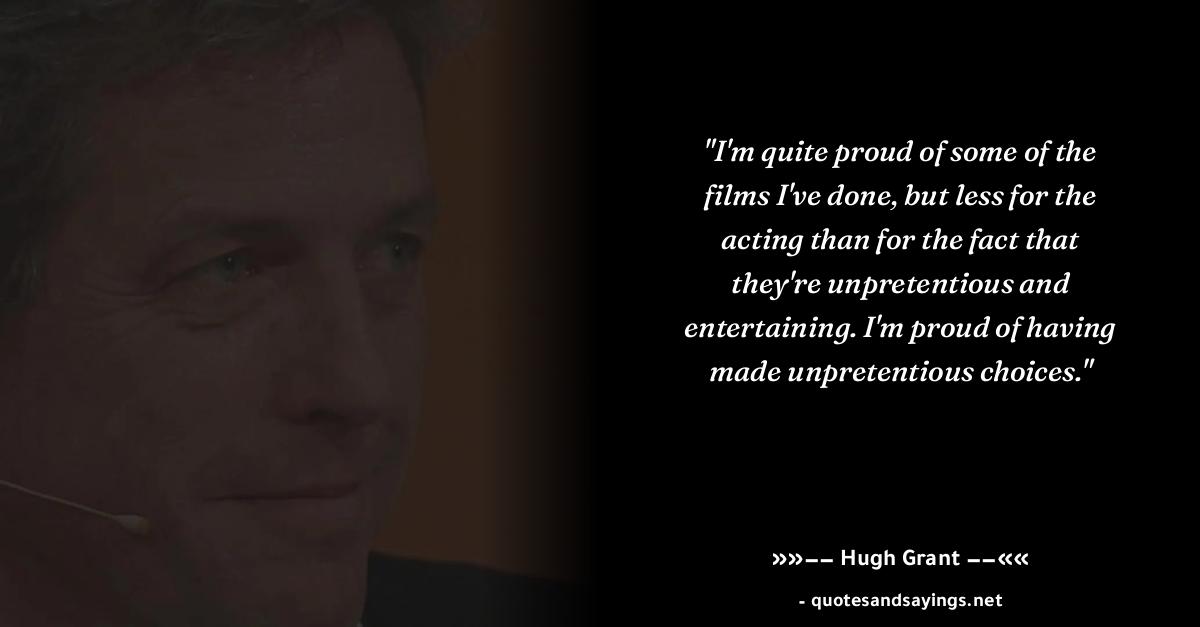 "I'm quite proud of some of the
films I've done, but less for the
acting than for the fact that
they're unpretentious and
entertaining. I'm proud of having
made unpretentious choices."
»»−− Hugh Grant −−««
- quotesandsayings.net